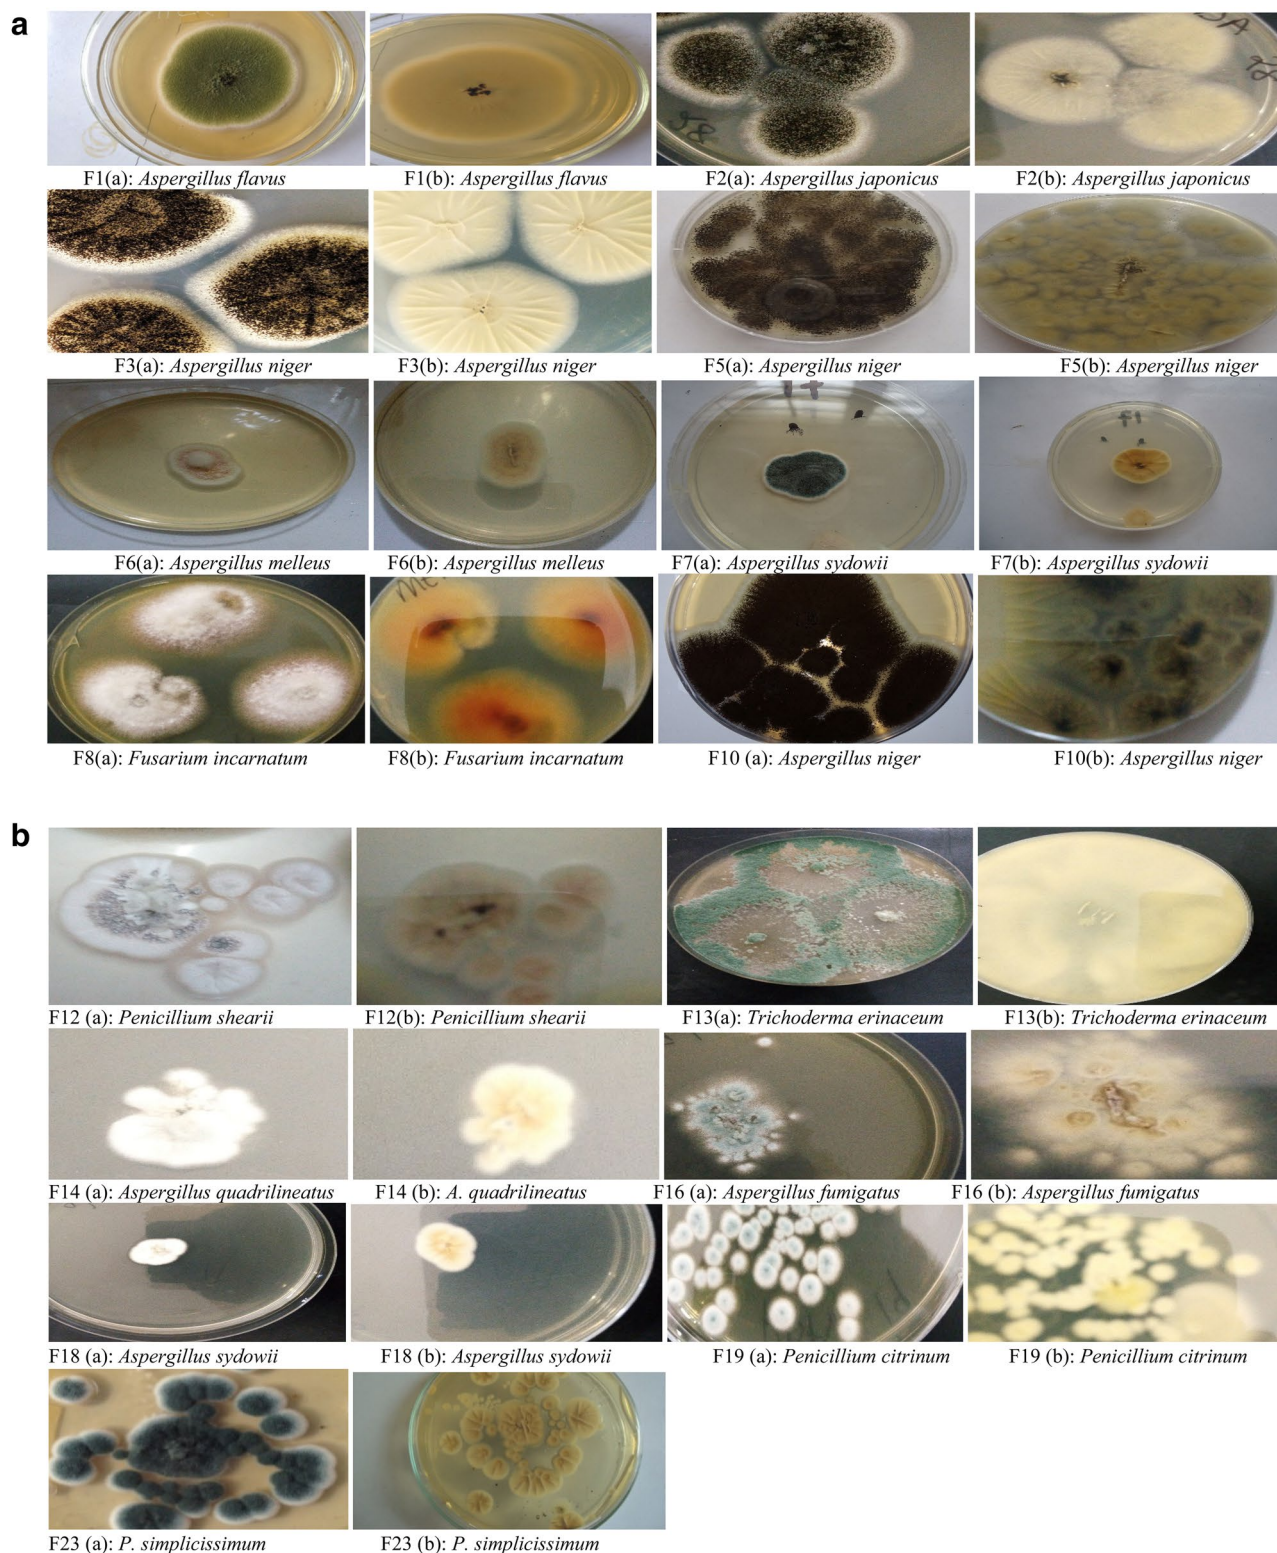 a
F1(a): Aspergillus flavus F1(b): Aspergillus flavus F2(a): Aspergillus japonicus F2(b): Aspergillus japonicus
F3(a): Aspergillus niger F3(b): Aspergillus niger F5(a): Aspergillus niger F5(b): Aspergillus niger
F6(a): Aspergillus melleus F6(b): Aspergillus melleus F7(a): Aspergillus sydowii F7(b): Aspergillus sydowii
F8(a): Fusarium incarnatum F8(b): Fusarium incarnatum F10 (a): Aspergillus niger F10(b): Aspergillus niger
b
F12 (a): Penicillium shearii F12(b): Penicillium shearii F13(a): Trichoderma erinaceum F13(b): Trichoderma erinaceum
F14 (a): Aspergillus quadrilineatus F14 (b): A. quadrilineatus F16 (a): Aspergillus fumigatus F16 (b): Aspergillus fumigatus
F18 (a): Aspergillus sydowii F18 (b): Aspergillus sydowii F19 (a): Penicillium citrinum F19 (b): Penicillium citrinum
F23 (a): P. simplicissimum F23 (b): P. simplicissimum